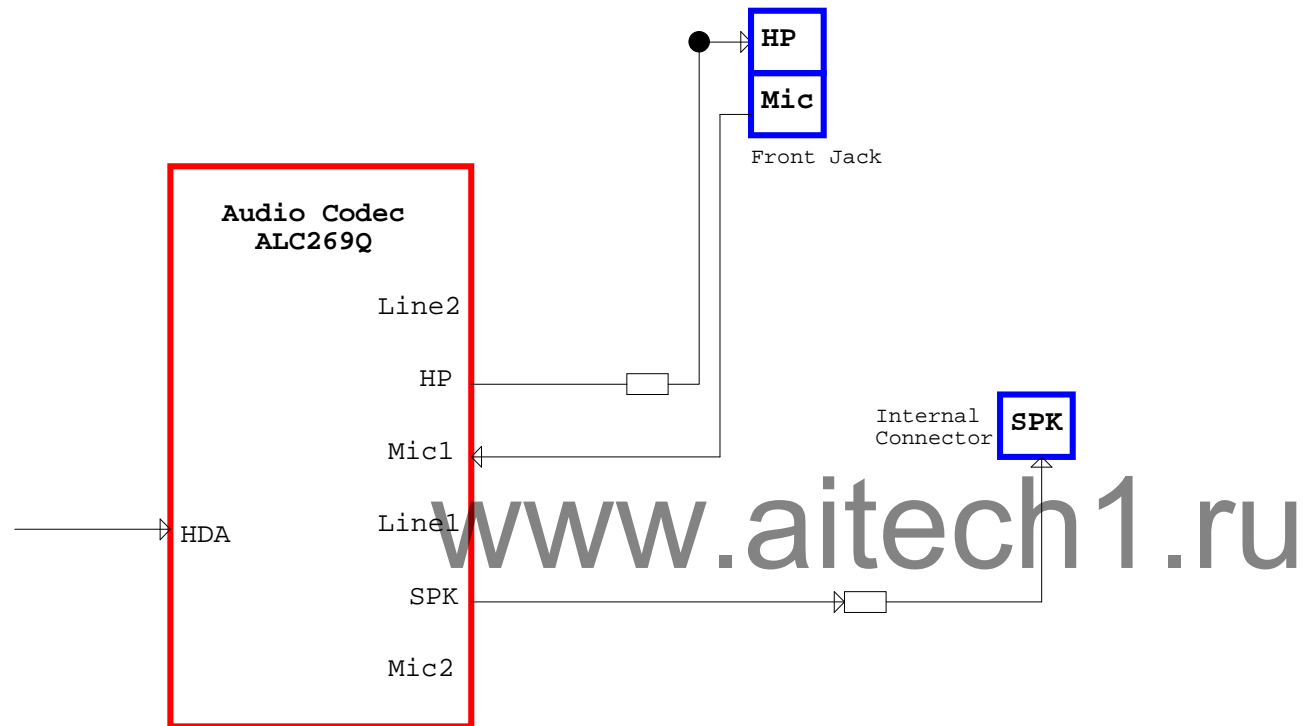 HP
Mic
Front Jack
Audio Codec
ALC269Q
Line2
HP
Mic1
Internal
Connector
SPK
Line1
HDA
www.aitech1.ru
SPK
Mic2